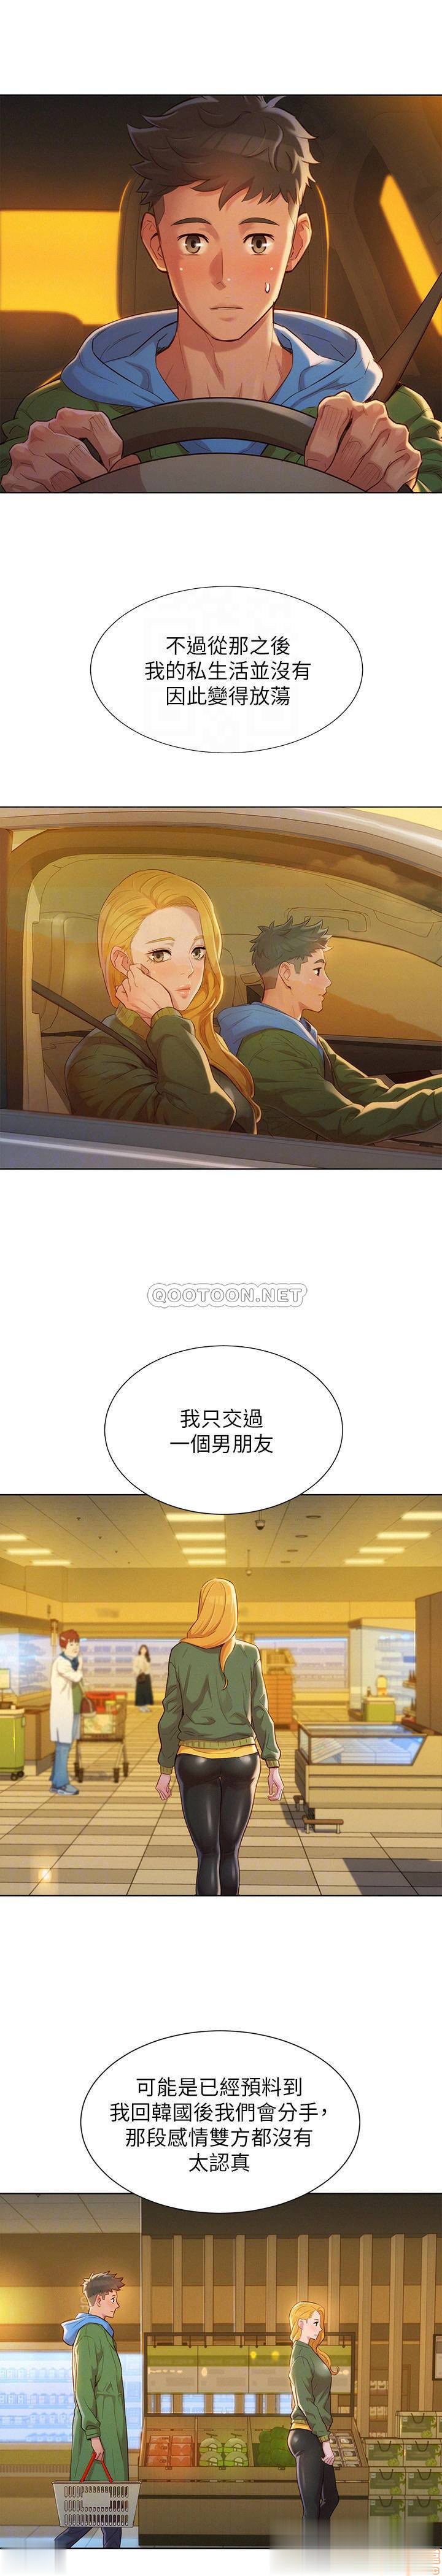 不過從那之後
我的私生活並沒有
因此變得放蕩
QOOTOON.NET
我只交過
一個男朋友
可能是已經預料到
我回韓國後我們會分手，
那段感情雙方都沒有
太認真